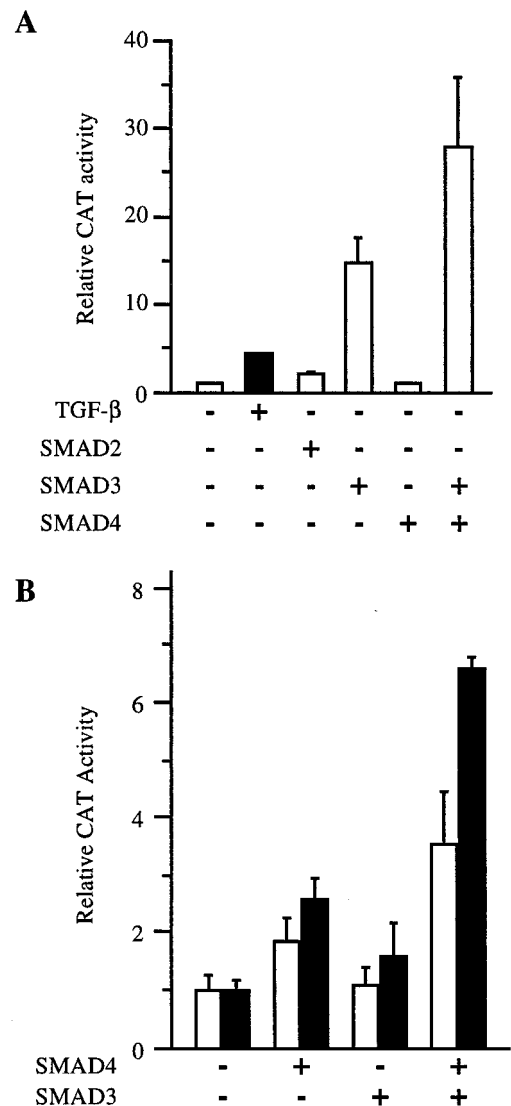 A
Relative CAT activity
40
30
20
10
0
TGF-β - + - - - -
SMAD2 - - + - - -
SMAD3 - - - + - +
SMAD4 - - - - + +
B
Relative CAT Activity
8
6
4
2
0
SMAD4 - + - +
SMAD3 - - + +